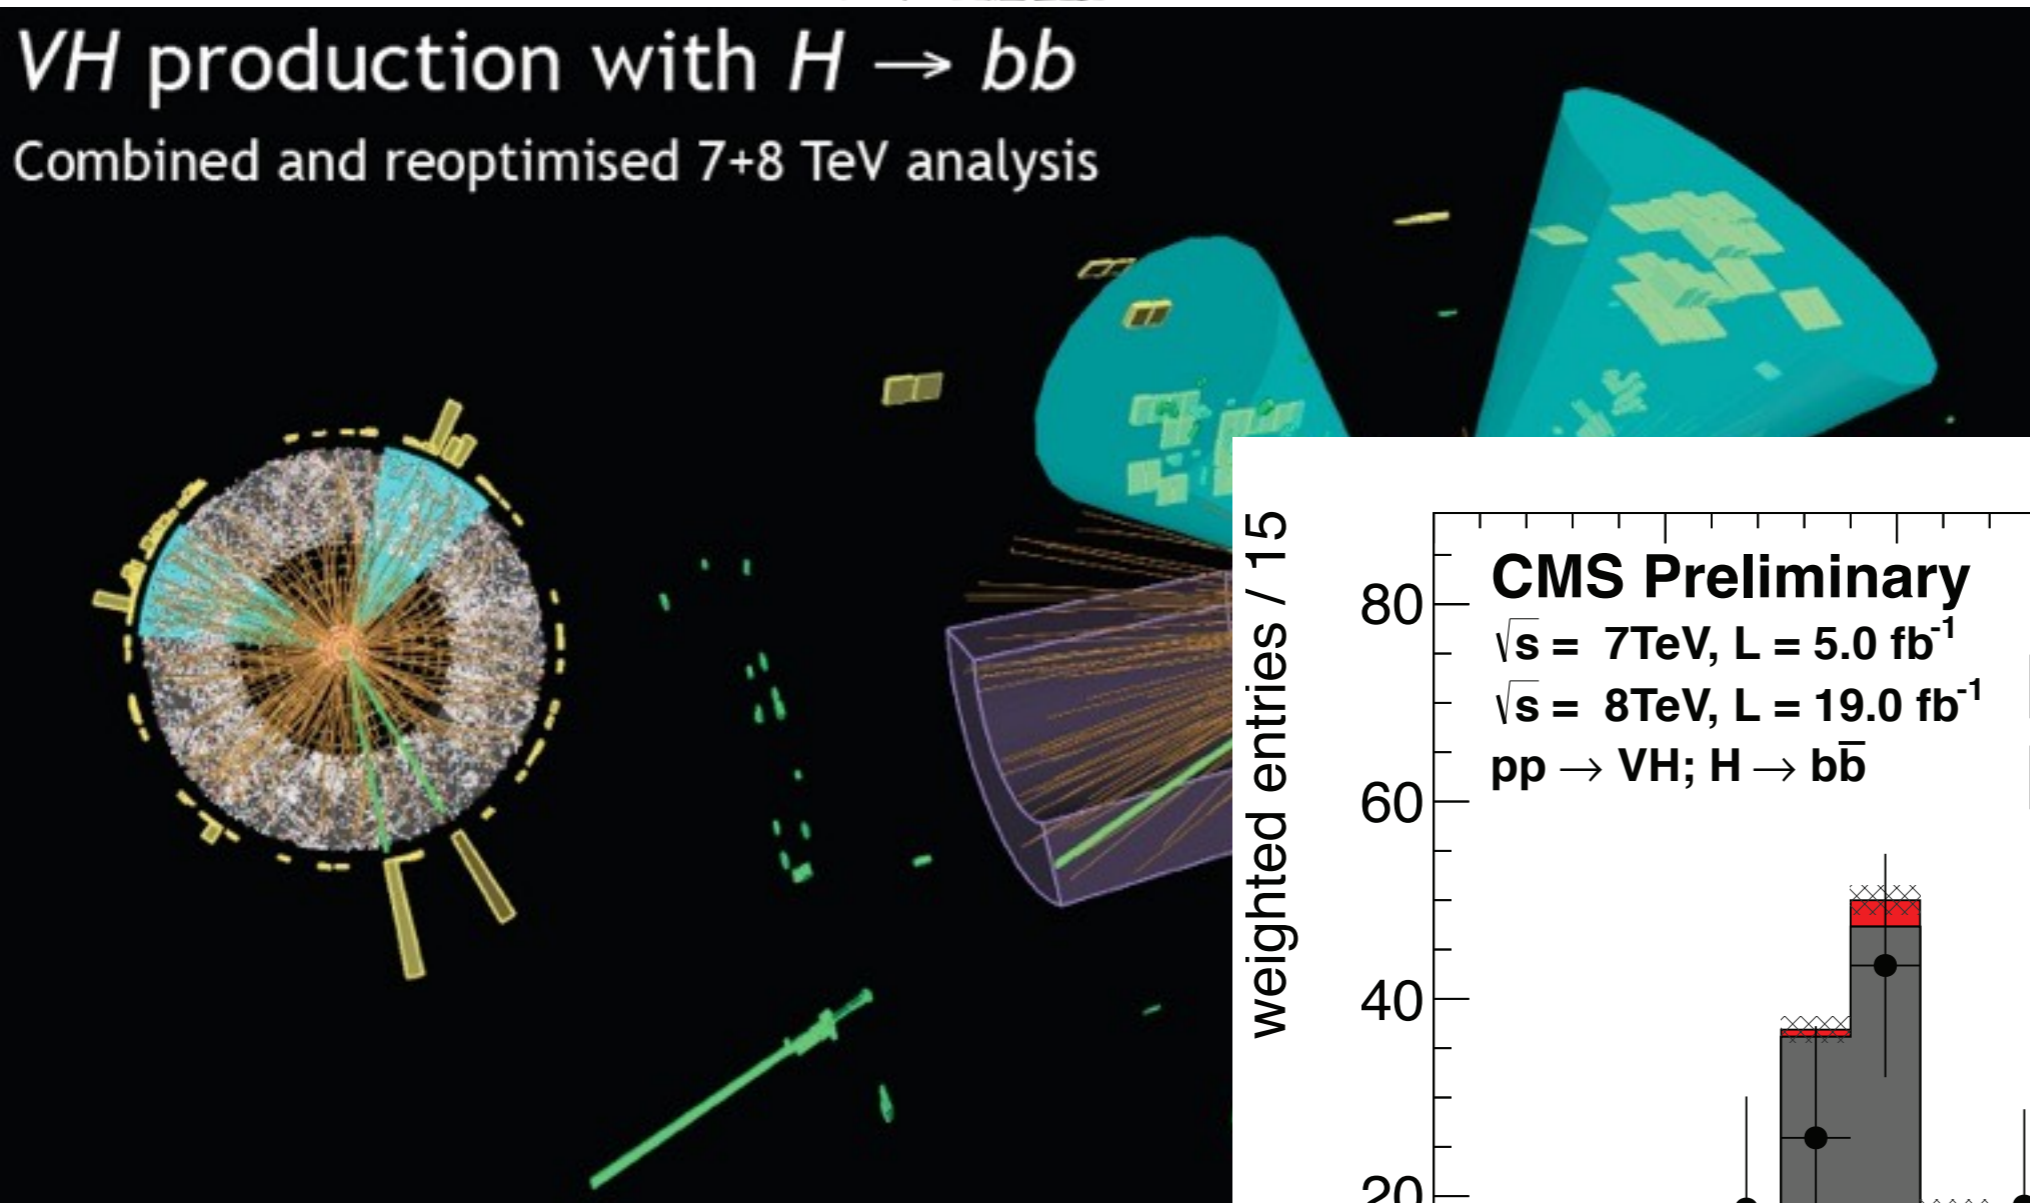 VH production with H → bb
Combined and reoptimised 7+8 TeV analysis
weighted entries / 15
80
60
40
20
CMS Preliminary
√s = 7TeV, L = 5.0 fb⁻¹
√s = 8TeV, L = 19.0 fb⁻¹
pp → VH; H → bb̅